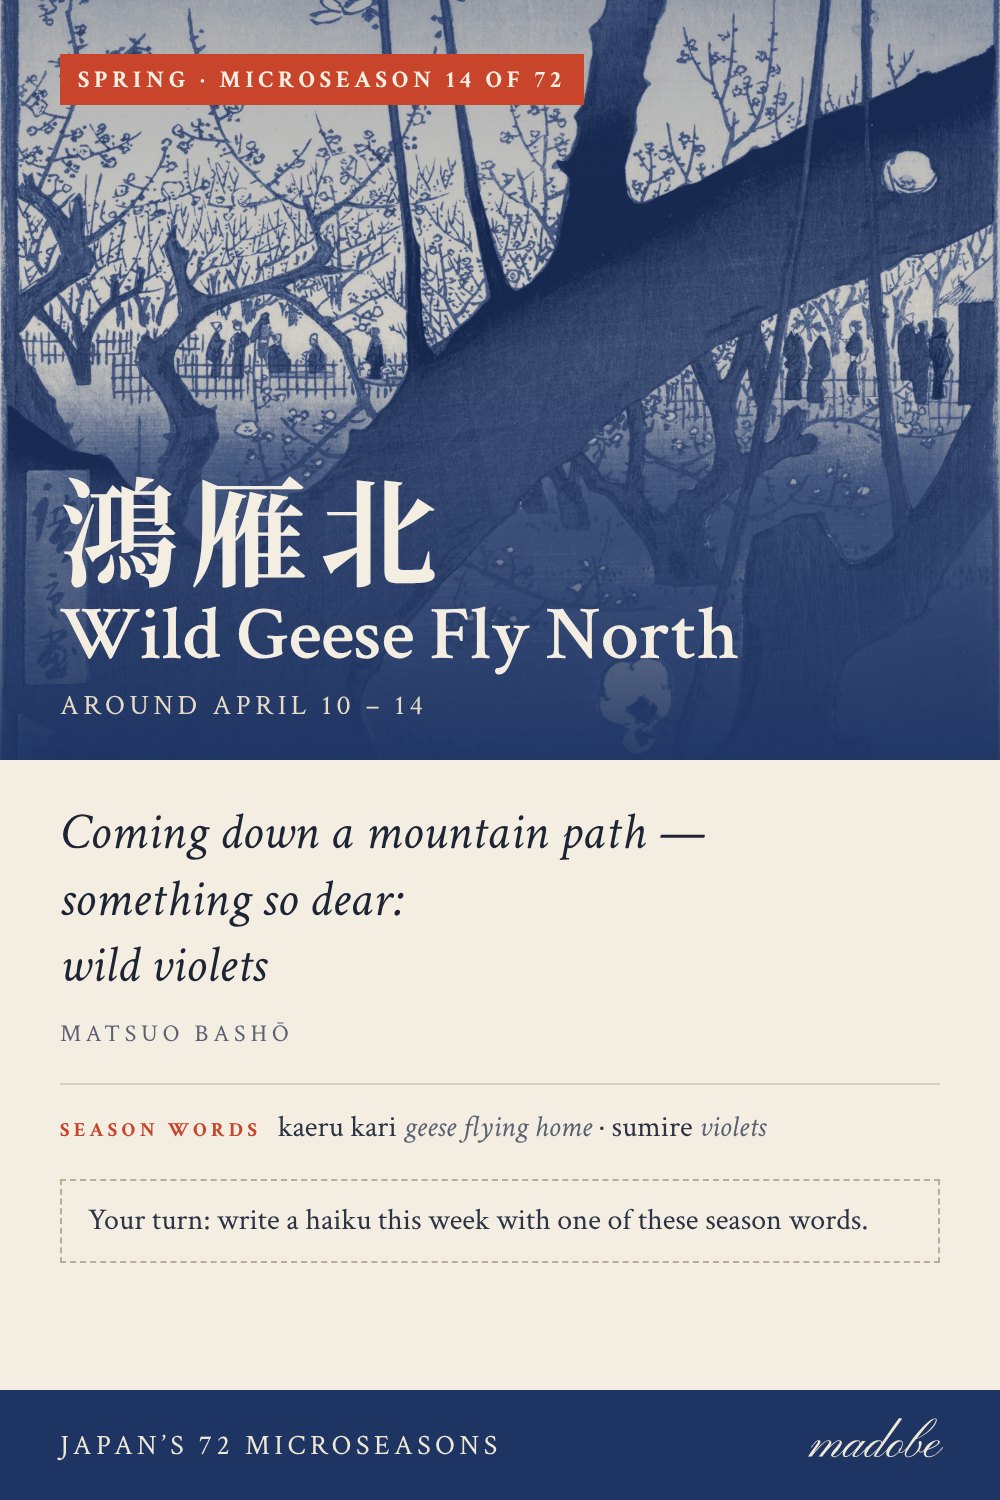 SPRING · MICROSEASON 14 OF 72
鴻雁北
Wild Geese Fly North
AROUND APRIL 10 – 14
Coming down a mountain path —
something so dear:
wild violets
MATSUO BASHŌ
SEASON WORDS kaeru kari geese flying home · sumire violets
Your turn: write a haiku this week with one of these season words.
JAPAN’S 72 MICROSEASONS
madobe